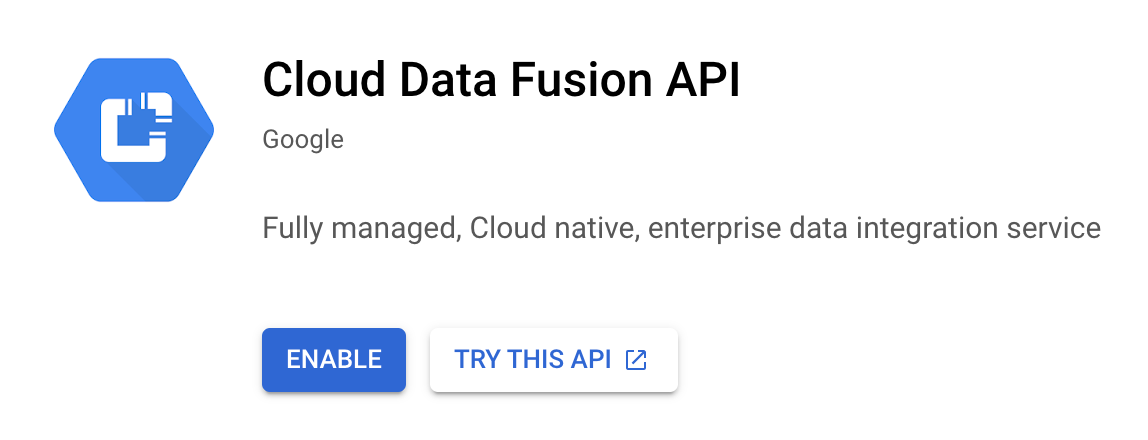 Cloud Data Fusion API
Google
Fully managed, Cloud native, enterprise data integration service
ENABLE TRY THIS API